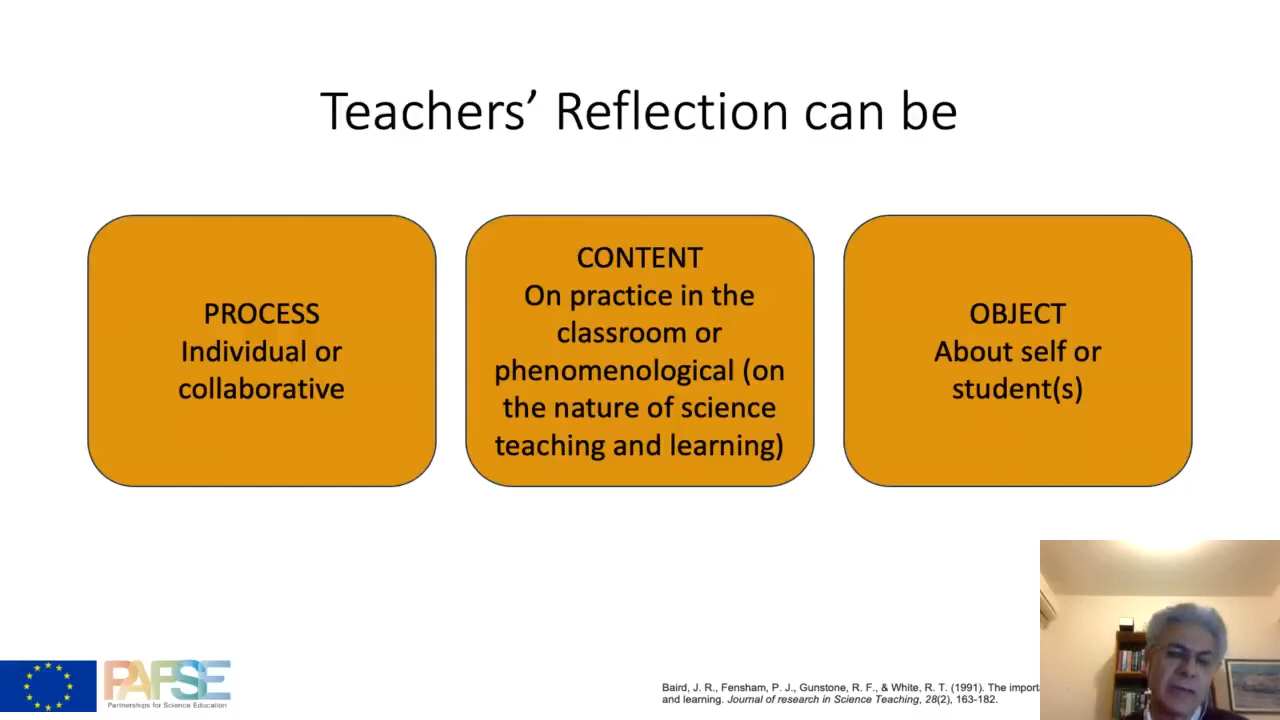 Teachers’ Reflection can be
PROCESS
Individual or
collaborative
CONTENT
On practice in the
classroom or
phenomenological (on
the nature of science
teaching and learning)
OBJECT
About self or
student(s)
PAFSE
Partnerships for Science Education
Baird, J. R., Fensham, P. J., Gunstone, R. F., & White, R. T. (1991). The
and learning. Journal of research in Science Teaching, 28(2), 163-182.